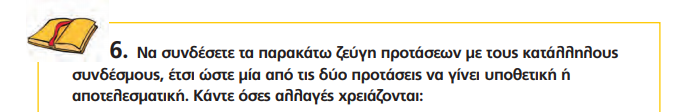 6. Να συνδέσετε τα παρακάτω ζεύγη προτάσεων με τους κατάλληλους
συνδέσμους, έτσι ώστε μία από τις δύο προτάσεις να γίνει υποθετική ή
αποτελεσματική. Κάντε όσες αλλαγές χρειάζονται: